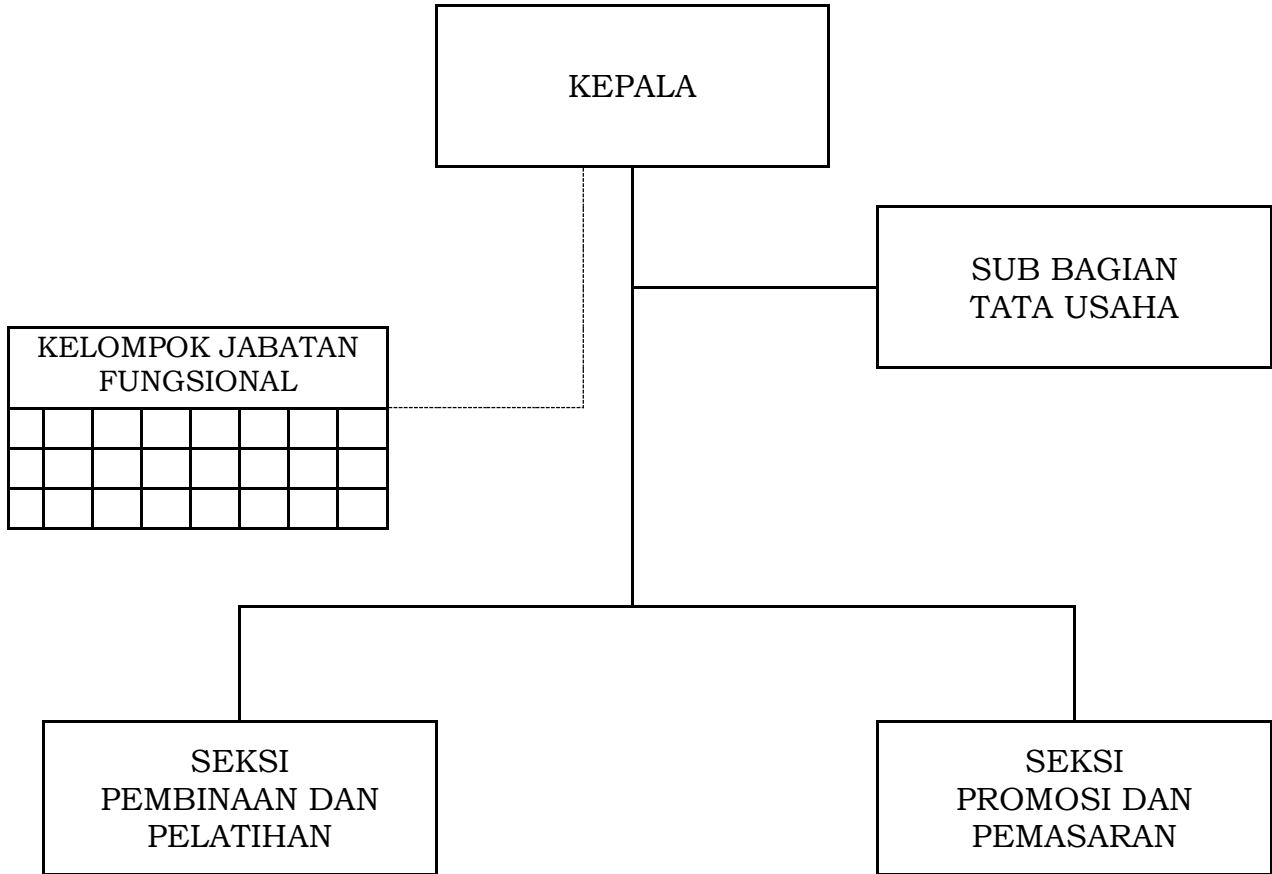 KEPALA
SUB BAGIAN
TATA USAHA
KELOMPOK JABATAN
FUNGSIONAL
SEKSI
PEMBINAAN DAN
PELATIHAN
SEKSI
PROMOSI DAN
PEMASARAN